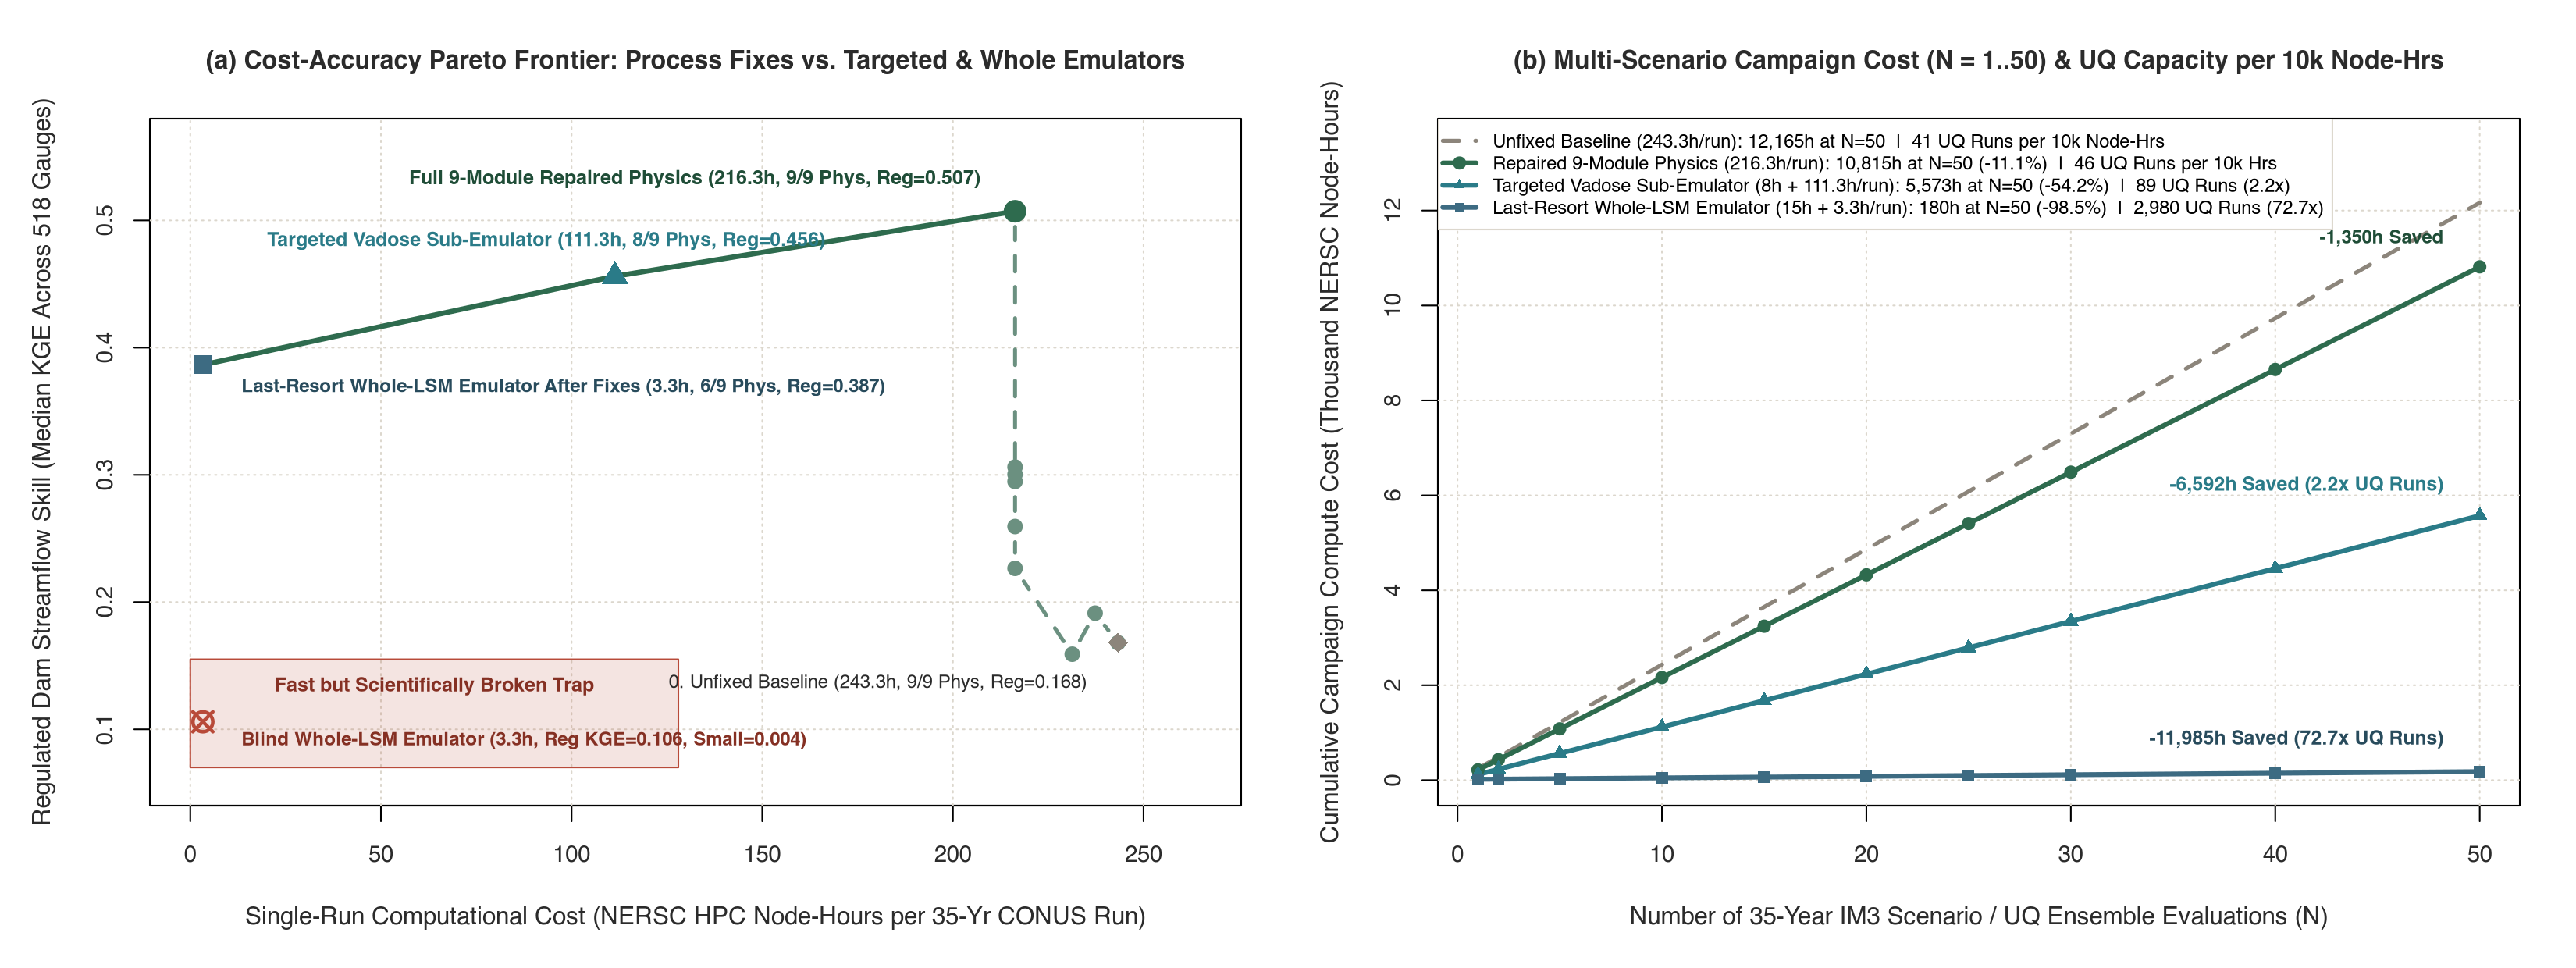 (a) Cost-Accuracy Pareto Frontier: Process Fixes vs. Targeted & Whole Emulators
Regulated Dam Streamflow Skill (Median KGE Across 518 Gauges)
0.5
0.4
0.3
0.2
0.1
Full 9-Module Repaired Physics (216.3h, 9/9 Phys, Reg=0.507)
Targeted Vadose Sub-Emulator (111.3h, 8/9 Phys, Reg=0.456)
Last-Resort Whole-LSM Emulator After Fixes (3.3h, 6/9 Phys, Reg=0.387)
Fast but Scientifically Broken Trap
0. Unfixed Baseline (243.3h, 9/9 Phys, Reg=0.168)
Blind Whole-LSM Emulator (3.3h, Reg KGE=0.106, Small=0.004)
0 50 100 150 200 250
Single-Run Computational Cost (NERSC HPC Node-Hours per 35-Yr CONUS Run)
(b) Multi-Scenario Campaign Cost (N = 1..50) & UQ Capacity per 10k Node-Hrs
Cumulative Campaign Compute Cost (Thousand NERSC Node-Hours)
12
10
8
6
4
2
0
Unfixed Baseline (243.3h/run): 12,165h at N=50 | 41 UQ Runs per 10k Node-Hrs
Repaired 9-Module Physics (216.3h/run): 10,815h at N=50 (-11.1%) | 46 UQ Runs per 10k Hrs
Targeted Vadose Sub-Emulator (8h + 111.3h/run): 5,573h at N=50 (-54.2%) | 89 UQ Runs (2.2x)
Last-Resort Whole-LSM Emulator (15h + 3.3h/run): 180h at N=50 (-98.5%) | 2,980 UQ Runs (72.7x)
-1,350h Saved
-6,592h Saved (2.2x UQ Runs)
-11,985h Saved (72.7x UQ Runs)
0 10 20 30 40 50
Number of 35-Year IM3 Scenario / UQ Ensemble Evaluations (N)